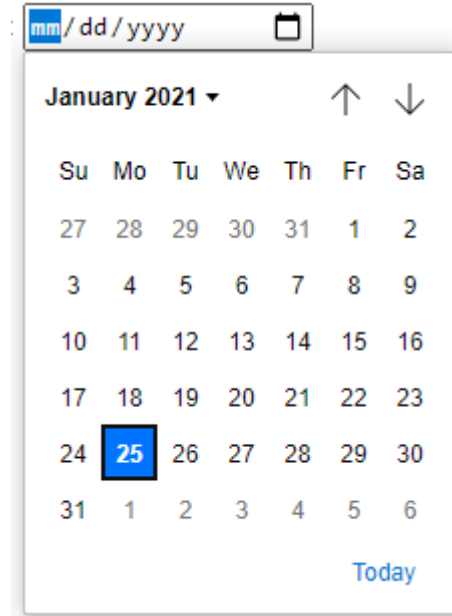 : mm/dd/yyyy
January 2021
Su Mo Tu We Th Fr Sa
27 28 29 30 31 1 2
3 4 5 6 7 8 9
10 11 12 13 14 15 16
17 18 19 20 21 22 23
24 25 26 27 28 29 30
31 1 2 3 4 5 6
Today